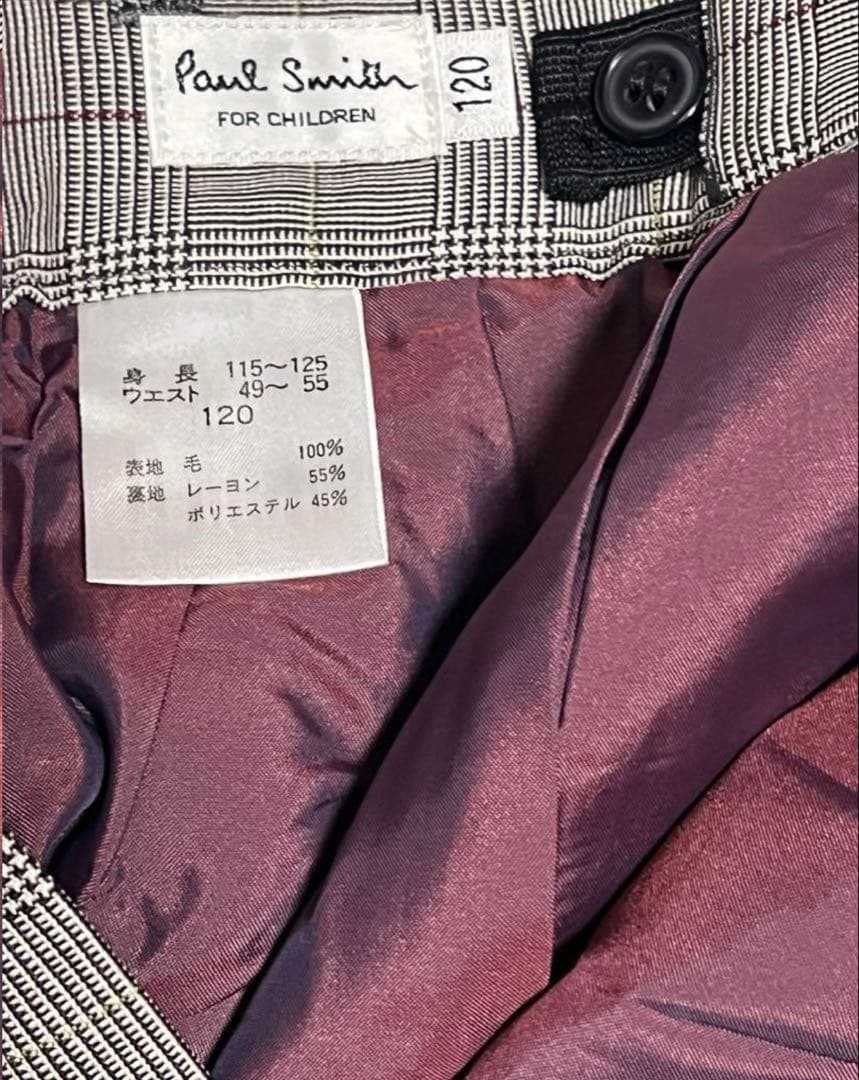 Paul Smith
FOR CHILDREN
120
身長 115〜125
ウエスト 49〜55
120
表地 毛 100%
裏地 レーヨン 55%
ポリエステル 45%